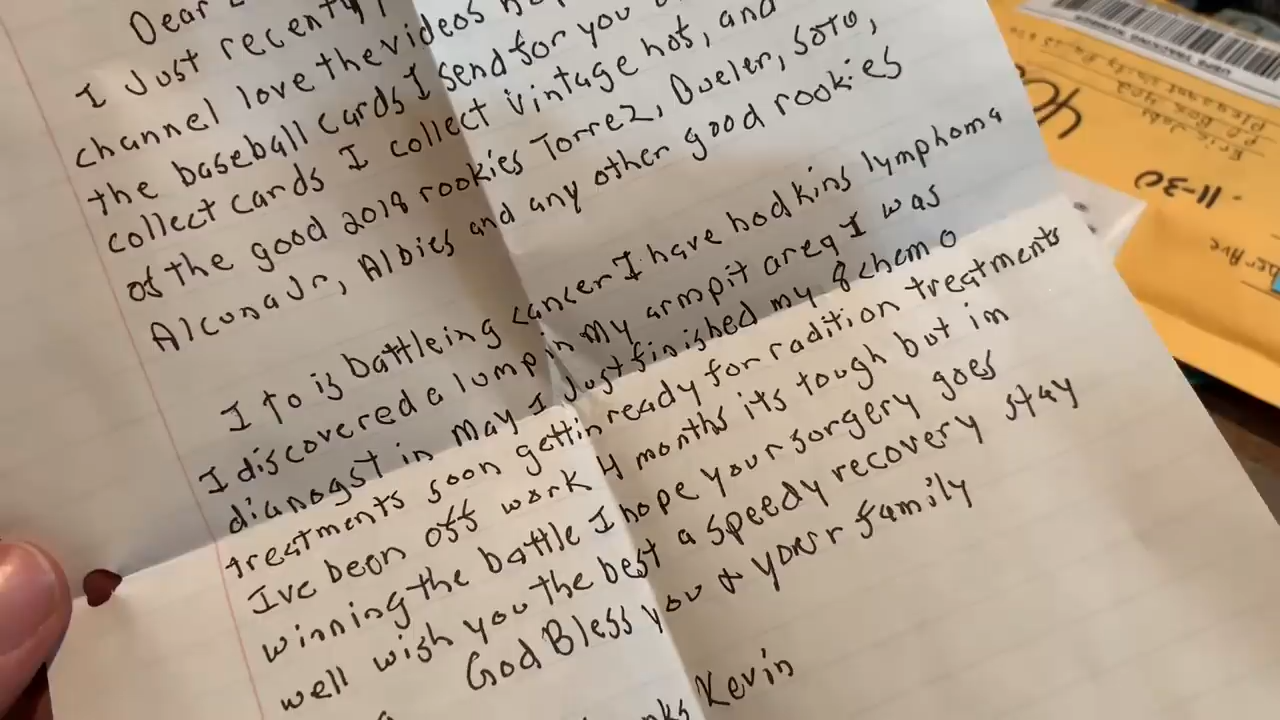 Dear
I Just recently
channel love the videos
the baseball cards I send for you
collect cards I collect vintage hot, and
of the good 2018 rookies Torrez, Dueler, Soto,
Alcuna Jr, Albies and any other good rookies
I to is battleing cancer I have hodkins lymphoma
I discovered a lump in my armpit area I was
dianogst in May I Just finished my 8 chemo
treatments soon gettin ready for radition treatments
Ive been off work 4 months its tough but im
winning the battle I hope your sorgery goes
well wish you the best a speedy recovery stay
God Bless you & your family
Kevin
11-30